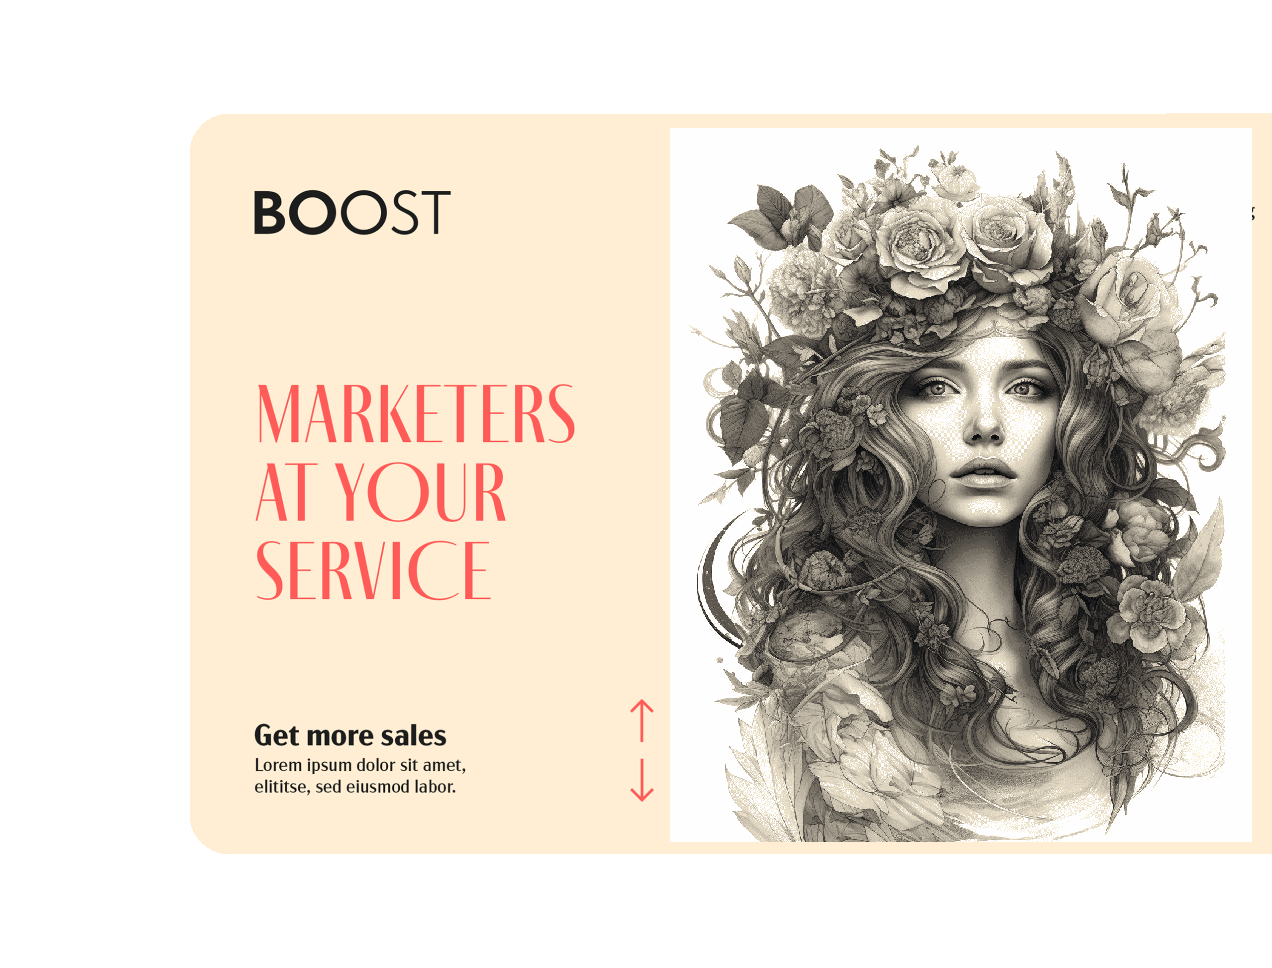 BOOST
MARKETERS
AT YOUR
SERVICE
Get more sales
Lorem ipsum dolor sit amet,
elititse, sed eiusmod labor.